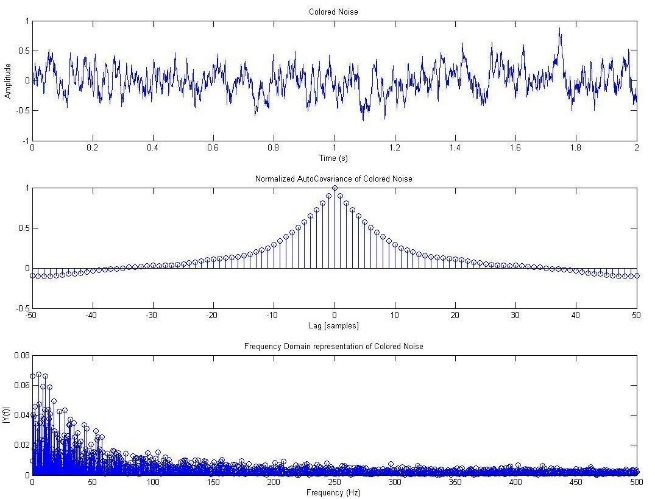 Colored Noise
1
0.5
0
-0.5
-1
Amplitude
0 0.2 0.4 0.6 0.8 1 1.2 1.4 1.6 1.8 2
Time (s)
Normalized AutoCovariance of Colored Noise
1
0.5
0
-0.5
-50 -40 -30 -20 -10 0 10 20 30 40 50
Lag [samples]
Frequency Domain representation of Colored Noise
0.08
0.06
0.04
0.02
0
|Y(f)|
0 50 100 150 200 250 300 350 400 450 500
Frequency (Hz)